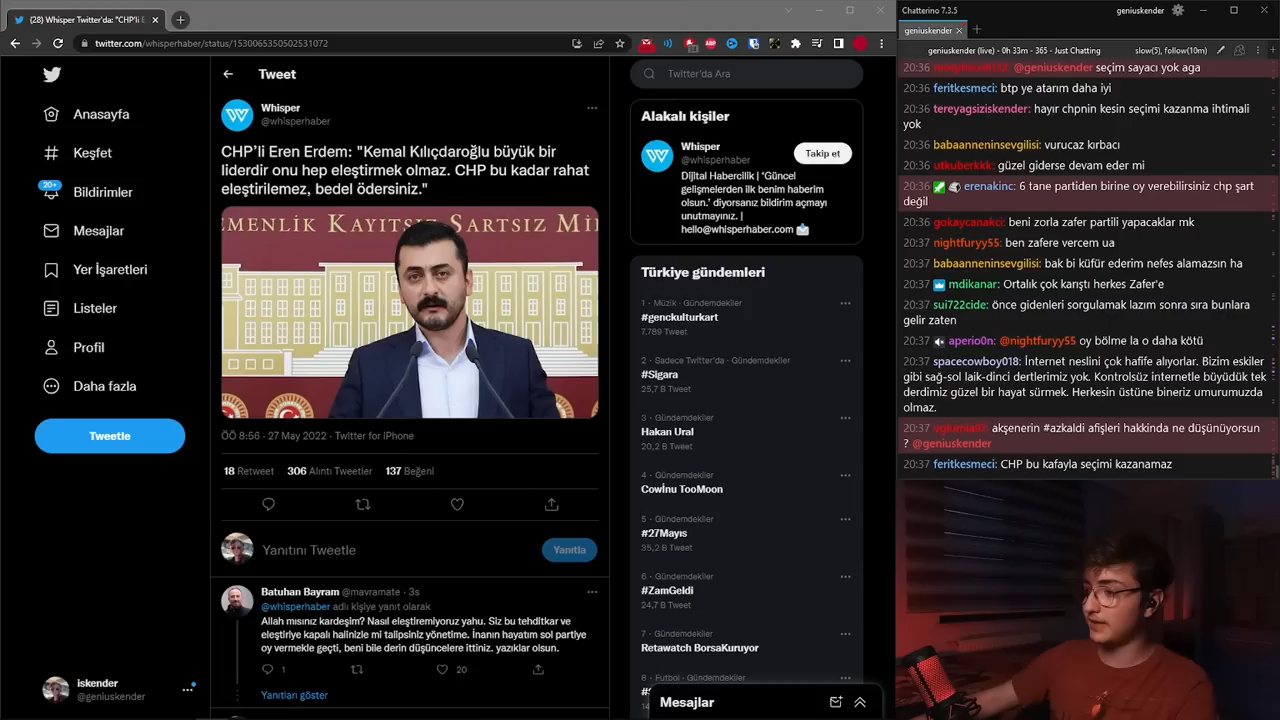 (28) Whisper Twitter'da: "CHP'li E
twitter.com/whisperhaber/status/1530065350502531072
Anasayfa
Keşfet
20+
Bildirimler
Mesajlar
Yer İşaretleri
Listeler
Profil
Daha fazla
Tweetle
iskender
@geniuskender
Tweet
Whisper
@whisperhaber
CHP'li Eren Erdem: "Kemal Kılıçdaroğlu büyük bir
liderdir onu hep eleştirmek olmaz. CHP bu kadar rahat
eleştirilemez, bedel ödersiniz."
EMENLİK KAYITSIZ ŞARTSIZ Mİ
ÖÖ 8:56 · 27 May 2022 · Twitter for iPhone
18 Retweet 306 Alıntı Tweetler 137 Beğeni
Yanıtını Tweetle
Yanıtla
Batuhan Bayram @mavramate · 3s
@whisperhaber adlı kişiye yanıt olarak
Allah mısınız kardeşim? Nasıl eleştiremiyoruz yahu. Siz bu tehditkar ve
eleştiriye kapalı halinizle mi talipsiniz yönetime. İnanın hayatım sol partiye
oy vermekle geçti, beni bile derin düşüncelere ittiniz. yazıklar olsun.
1 20
Yanıtları göster
Twitter'da Ara
Alakalı kişiler
Whisper
@whisperhaber
Takip et
Dijital Habercilik | 'Güncel
gelişmelerden ilk benim haberim
olsun.' diyorsanız bildirim açmayı
unutmayınız. |
hello@whisperhaber.com
Türkiye gündemleri
1 · Müzik · Gündemdekiler
#genckulturkart
7.789 Tweet
2 · Sadece Twitter'da · Gündemdekiler
#Sigara
25,7 B Tweet
3 · Gündemdekiler
Hakan Ural
20,2 B Tweet
4 · Gündemdekiler
Cowİnu TooMoon
5 · Gündemdekiler
#27Mayıs
35,2 B Tweet
6 · Gündemdekiler
#ZamGeldi
24,7 B Tweet
7 · Gündemdekiler
Retawatch BorsaKuruyor
8 · Futbol · Gündemdekiler
Mesajlar
Chatterino 7.3.5
geniuskender
geniuskender
geniuskender (live) - 0h 33m - 365 - Just Chatting
slow(5), follow(10m)
20:36 @geniuskender seçim sayacı yok aga
20:36 feritkesmeci: btp ye atarım daha iyi
20:36 tereyagsiziskender: hayır chpnin kesin seçimi kazanma ihtimali
yok
20:36 babaanneninsevgilisi: vurucaz kıracı
20:36 utkuberkkk: güzel giderse devam eder mi
20:36 erenakinc: 6 tane partiden birine oy verebilirsiniz chp şart
değil
20:36 gokaycanakci: beni zorla zafer partili yapacaklar mk
20:37 nightfuryy55: ben zafere vercem ua
20:37 babaanneninsevgilisi: bak bi küfür ederim nefes alamazsın ha
20:37 mdikanar: Ortalık çok karıştı herkes Zafer'e
20:37 sui722cide: önce gidenleri sorgulamak lazım sonra sıra bunlara
gelir zaten
20:37 aperio0n: @nightfuryy55 oy bölme la o daha kötü
20:37 spacecowboy018: İnternet neslini çok hafife alıyorlar. Bizim eskiler
gibi sağ-sol laik-dinci dertlerimiz yok. Kontrolsüz internetle büyüdük tek
derdimiz güzel bir hayat sürmek. Herkesin üstüne bineriz umurumuzda
olmaz.
20:37 akşenerin #azkaldi afişleri hakkında ne düşünüyorsun
? @geniuskender
20:37 feritkesmeci: CHP bu kafayla seçimi kazanamaz